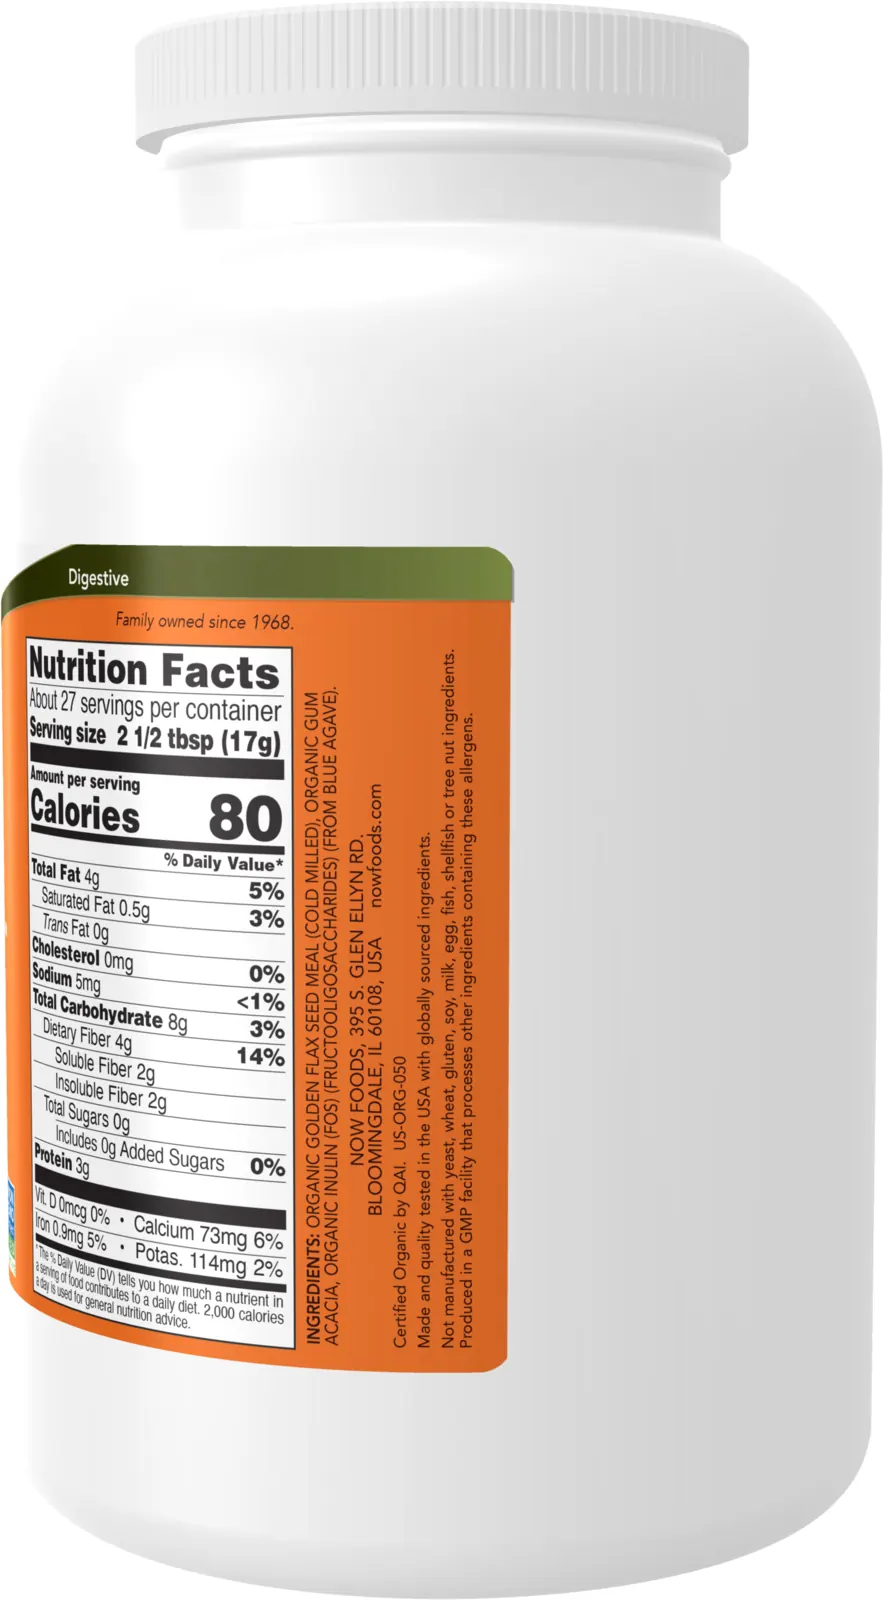 Digestive
Family owned since 1968.
Nutrition Facts
About 27 servings per container
Serving size 2 1/2 tbsp (17g)
Amount per serving
Calories 80
% Daily Value*
Total Fat 4g 5%
Saturated Fat 0.5g 3%
Trans Fat 0g
Cholesterol 0mg 0%
Sodium 5mg <1%
Total Carbohydrate 8g 3%
Dietary Fiber 4g 14%
Soluble Fiber 2g
Insoluble Fiber 2g
Total Sugars 0g
Includes 0g Added Sugars 0%
Protein 3g
Vit. D 0mcg 0% • Calcium 73mg 6%
Iron 0.9mg 5% • Potas. 114mg 2%
*The % Daily Value (DV) tells you how much a nutrient in
a serving of food contributes to a daily diet. 2,000 calories
a day is used for general nutrition advice.
INGREDIENTS: ORGANIC GOLDEN FLAX SEED MEAL (COLD MILLED), ORGANIC GUM
ACACIA, ORGANIC INULIN (FOS) (FRUCTOOLIGOSACCHARIDES) (FROM BLUE AGAVE).
NOW FOODS, 395 S. GLEN ELLYN RD.
BLOOMINGDALE, IL 60108, USA nowfoods.com
Certified Organic by QAI. US-ORG-050
Made and quality tested in the USA with globally sourced ingredients.
Not manufactured with yeast, wheat, gluten, soy, milk, egg, fish, shellfish or tree nut ingredients.
Produced in a GMP facility that processes other ingredients containing these allergens.